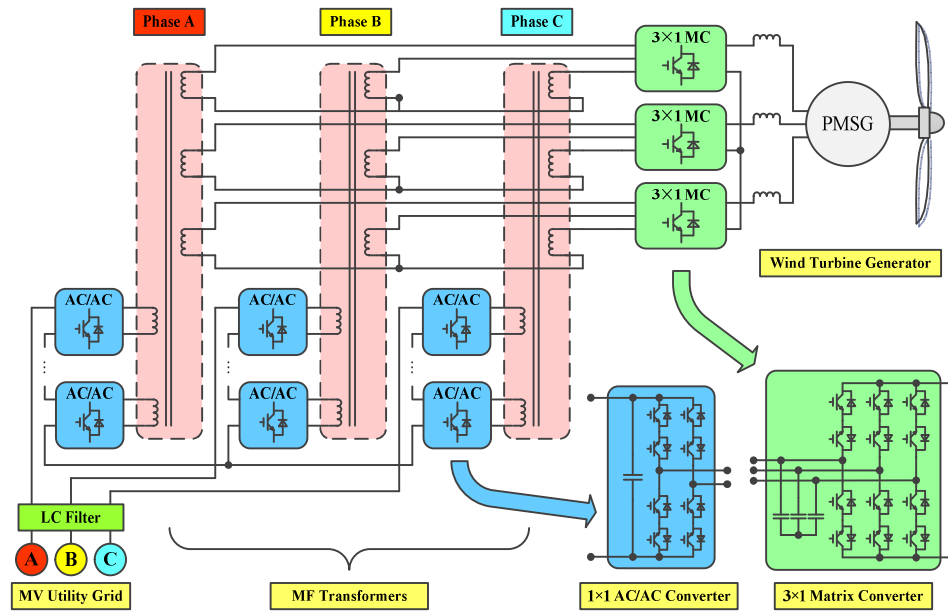 Phase A
Phase B
Phase C
3×1 MC
3×1 MC
3×1 MC
PMSG
Wind Turbine Generator
AC/AC
AC/AC
AC/AC
AC/AC
AC/AC
AC/AC
LC Filter
A
B
C
MV Utility Grid
MF Transformers
1×1 AC/AC Converter
3×1 Matrix Converter